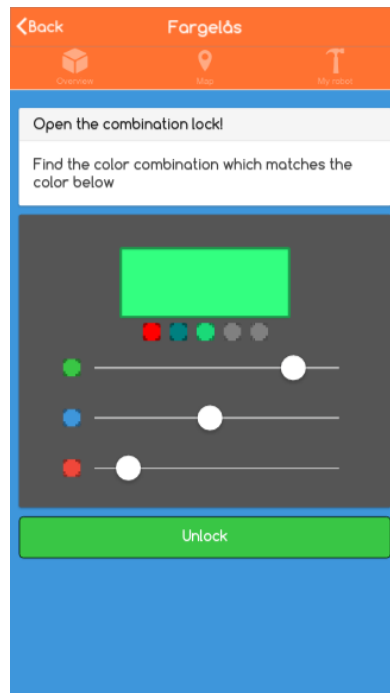 Back
Fargelås
Overview
Map
My robot
Open the combination lock!
Find the color combination which matches the
color below
Unlock